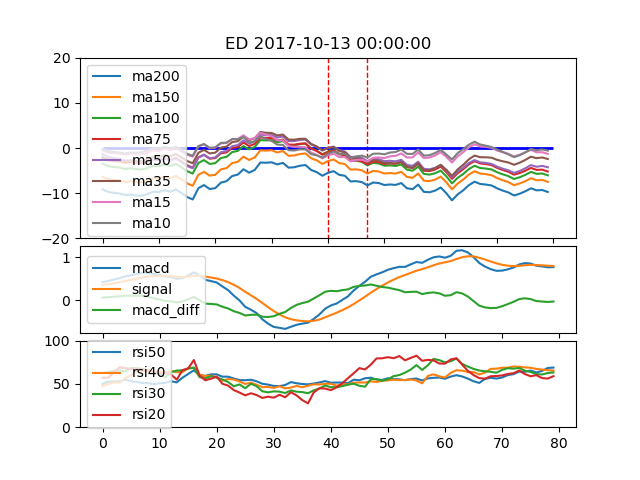 ED 2017-10-13 00:00:00
20
10
0
−10
−20
ma200
ma150
ma100
ma75
ma50
ma35
ma15
ma10
1
0
macd
signal
macd_diff
100
50
0
rsi50
rsi40
rsi30
rsi20
0 10 20 30 40 50 60 70 80